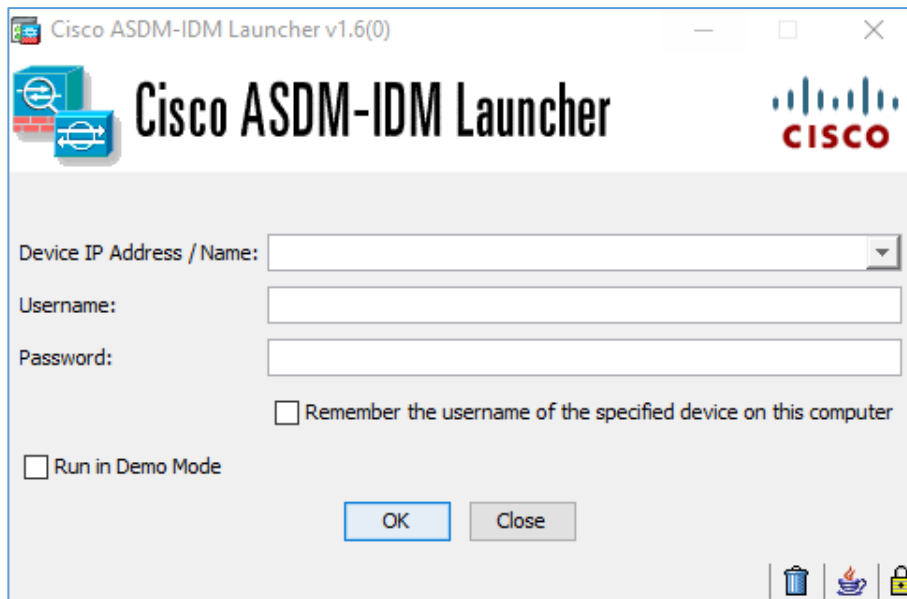 Cisco ASDM-IDM Launcher v1.6(0)
Cisco ASDM-IDM Launcher
CISCO
Device IP Address / Name:
Username:
Password:
Remember the username of the specified device on this computer
Run in Demo Mode
OK Close